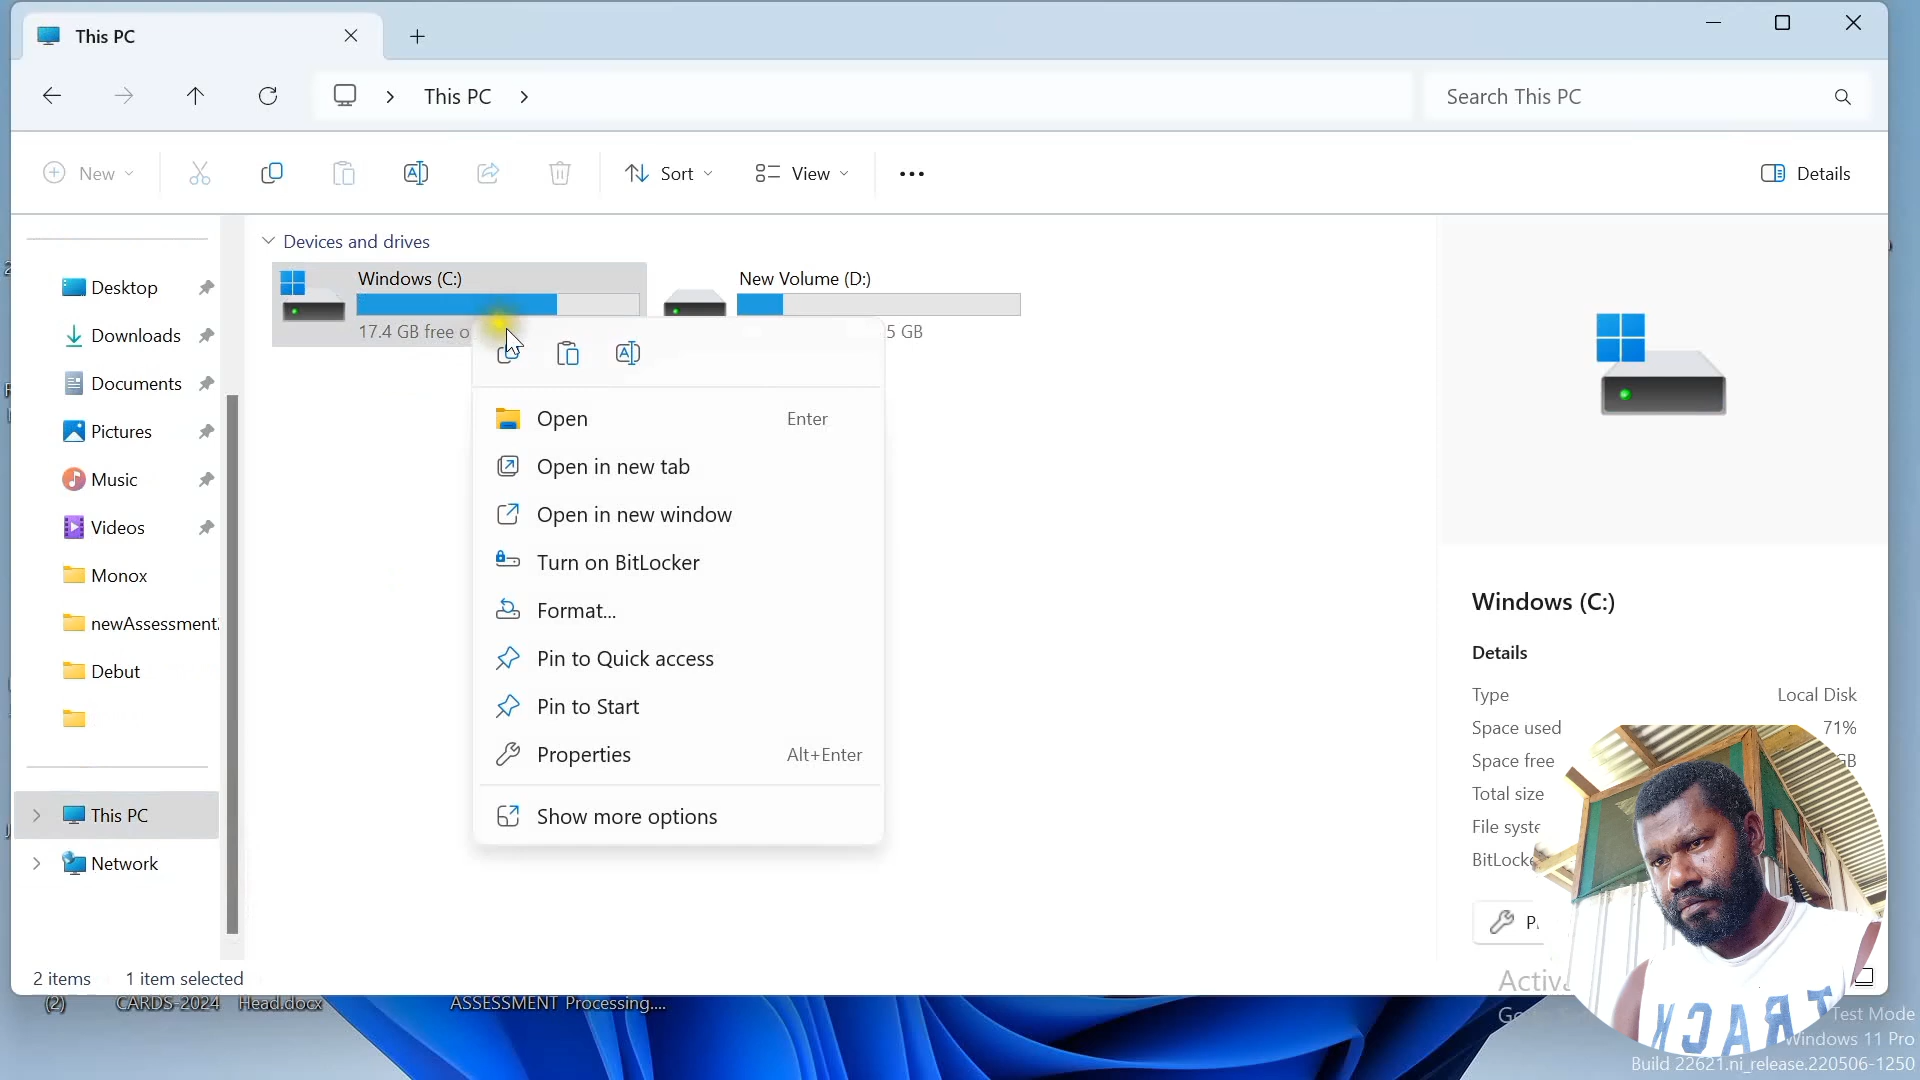 This PC
This PC
Search This PC
New
Sort
View
Details
Devices and drives
Windows (C:)
17.4 GB free o
New Volume (D:)
5 GB
Desktop
Downloads
Documents
Pictures
Music
Videos
Monox
newAssessment
Debut
This PC
Network
Open Enter
Open in new tab
Open in new window
Turn on BitLocker
Format...
Pin to Quick access
Pin to Start
Properties Alt+Enter
Show more options
Windows (C:)
Details
Type Local Disk
Space used 71%
Space free GB
Total size
File syste
BitLocke
P
2 items 1 item selected
(2) CARDS-2024 Head.docx ASSESSMENT Processing....
Activ
TRACK
Test Mode
Windows 11 Pro
Build 22621.ni_release.220506-1250